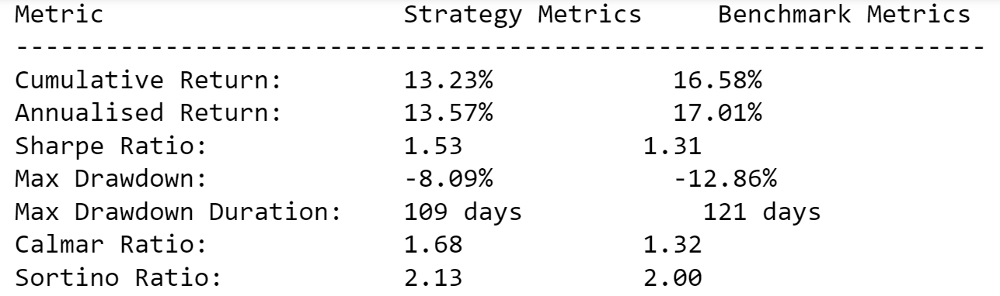 Metric Strategy Metrics Benchmark Metrics
-----------------------------------------------------------------
Cumulative Return: 13.23% 16.58%
Annualised Return: 13.57% 17.01%
Sharpe Ratio: 1.53 1.31
Max Drawdown: -8.09% -12.86%
Max Drawdown Duration: 109 days 121 days
Calmar Ratio: 1.68 1.32
Sortino Ratio: 2.13 2.00